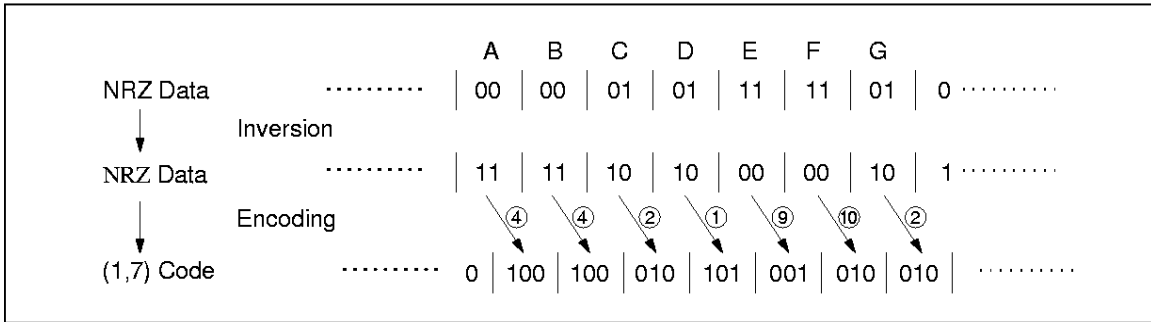 A B C D E F G
NRZ Data ········· | 00 | 00 | 01 | 01 | 11 | 11 | 01 | 0 ·········
Inversion
NRZ Data ········· | 11 | 11 | 10 | 10 | 00 | 00 | 10 | 1 ·········
Encoding ④ ④ ② ① ⑨ ⑩ ②
(1,7) Code ········· 0 | 100 | 100 | 010 | 101 | 001 | 010 | 010 | ·········